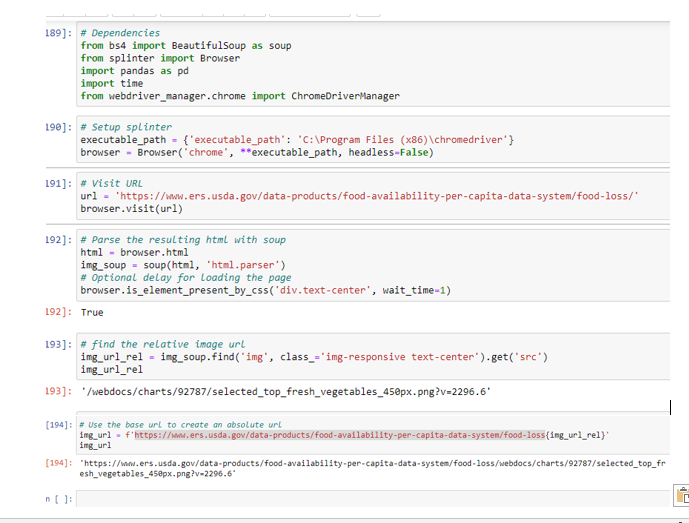 189]: # Dependencies
from bs4 import BeautifulSoup as soup
from splinter import Browser
import pandas as pd
import time
from webdriver_manager.chrome import ChromeDriverManager
190]: # Setup splinter
executable_path = {'executable_path': 'C:\Program Files (x86)\chromedriver'}
browser = Browser('chrome', **executable_path, headless=False)
191]: # Visit URL
url = 'https://www.ers.usda.gov/data-products/food-availability-per-capita-data-system/food-loss/'
browser.visit(url)
192]: # Parse the resulting html with soup
html = browser.html
img_soup = soup(html, 'html.parser')
# Optional delay for loading the page
browser.is_element_present_by_css('div.text-center', wait_time=1)
192]: True
193]: # find the relative image url
img_url_rel = img_soup.find('img', class_='img-responsive text-center').get('src')
img_url_rel
193]: '/webdocs/charts/92787/selected_top_fresh_vegetables_450px.png?v=2296.6'
[194]: # Use the base url to create an absolute url
img_url = f'https://www.ers.usda.gov/data-products/food-availability-per-capita-data-system/food-loss{img_url_rel}'
img_url
[194]: 'https://www.ers.usda.gov/data-products/food-availability-per-capita-data-system/food-loss/webdocs/charts/92787/selected_top_fr
esh_vegetables_450px.png?v=2296.6'
n [ ]: